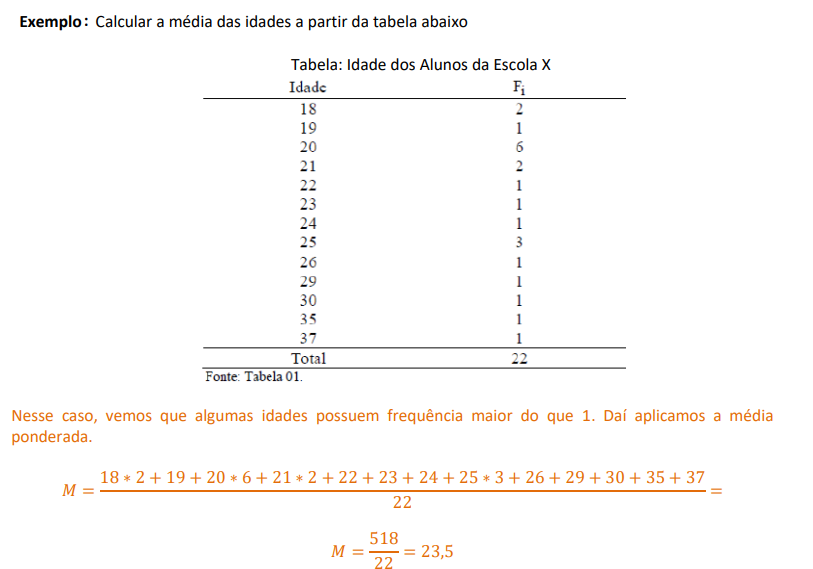 Exemplo: Calcular a média das idades a partir da tabela abaixo
Tabela: Idade dos Alunos da Escola X
Idade Fi
18 2
19 1
20 6
21 2
22 1
23 1
24 1
25 3
26 1
29 1
30 1
35 1
37 1
Total 22
Fonte: Tabela 01.
Nesse caso, vemos que algumas idades possuem frequência maior do que 1. Daí aplicamos a média
ponderada.
M = (18 * 2 + 19 + 20 * 6 + 21 * 2 + 22 + 23 + 24 + 25 * 3 + 26 + 29 + 30 + 35 + 37) / 22 =
M = 518 / 22 = 23,5